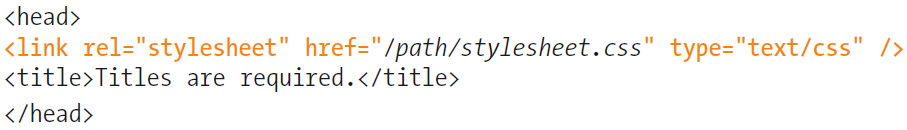 <head>
<link rel="stylesheet" href="/path/stylesheet.css" type="text/css" />
<title>Titles are required.</title>
</head>